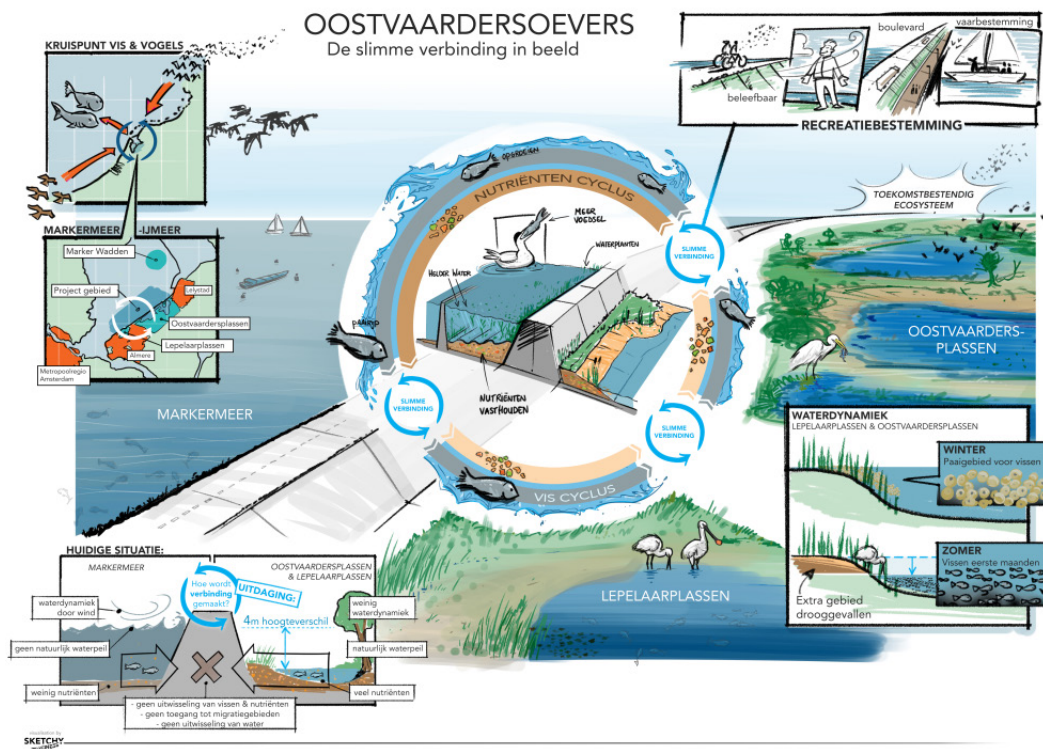 OOSTVAARDERSOEVERS
De slimme verbinding in beeld
KRUISPUNT VIS & VOGELS
MARKERMEER
-IJMEER
Marker Wadden
Project gebied
Lelystad
Oostvaardersplassen
Lepelaarplassen
Almere
Metropoolregio
Amsterdam
beleefbaar
boulevard
vaarbestemming
RECREATIEBESTEMMING
TOEKOMSTBESTENDIG
ECOSYSTEEM
OPGROEIEN
NUTRIËNTEN CYCLUS
MEER
VOEDSEL
WATERPLANTEN
HELDER WATER
SLIMME
VERBINDING
PAAIRIJP
NUTRIËNTEN
VASTHOUDEN
SLIMME
VERBINDING
SLIMME
VERBINDING
VIS CYCLUS
MARKERMEER
OOSTVAARDERS-
PLASSEN
LEPELAARPLASSEN
WATERDYNAMIEK
LEPELAARPLASSEN & OOSTVAARDERSPLASSEN
WINTER
Paaigebied voor vissen
ZOMER
Vissen eerste maanden
Extra gebied
drooggevallen
HUIDIGE SITUATIE:
MARKERMEER
OOSTVAARDERSPLASSEN
& LEPELAARPLASSEN
Hoe wordt
verbinding
gemaakt?
UITDAGING:
4m hoogteverschil
waterdynamiek
door wind
geen natuurlijk waterpeil
weinig nutriënten
weinig
waterdynamiek
natuurlijk waterpeil
veel nutriënten
- geen uitwisseling van vissen & nutriënten
- geen toegang tot migratiegebieden
- geen uitwisseling van water
visualisation by
SKETCHY